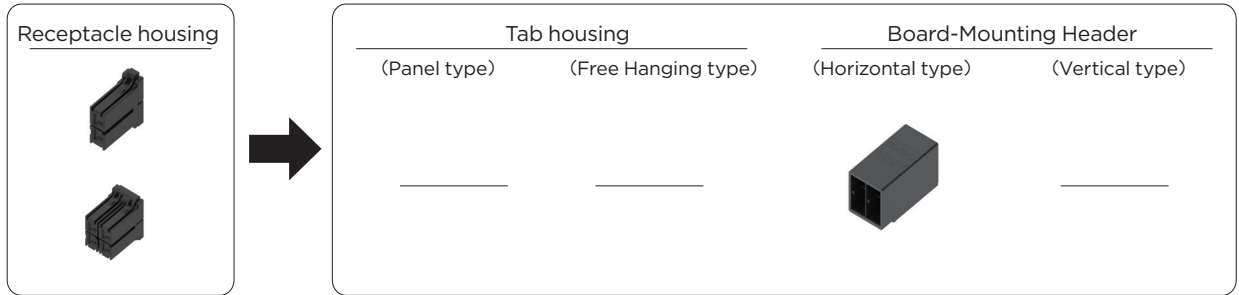 Receptacle housing
Tab housing
Board-Mounting Header
(Panel type)
(Free Hanging type)
(Horizontal type)
(Vertical type)